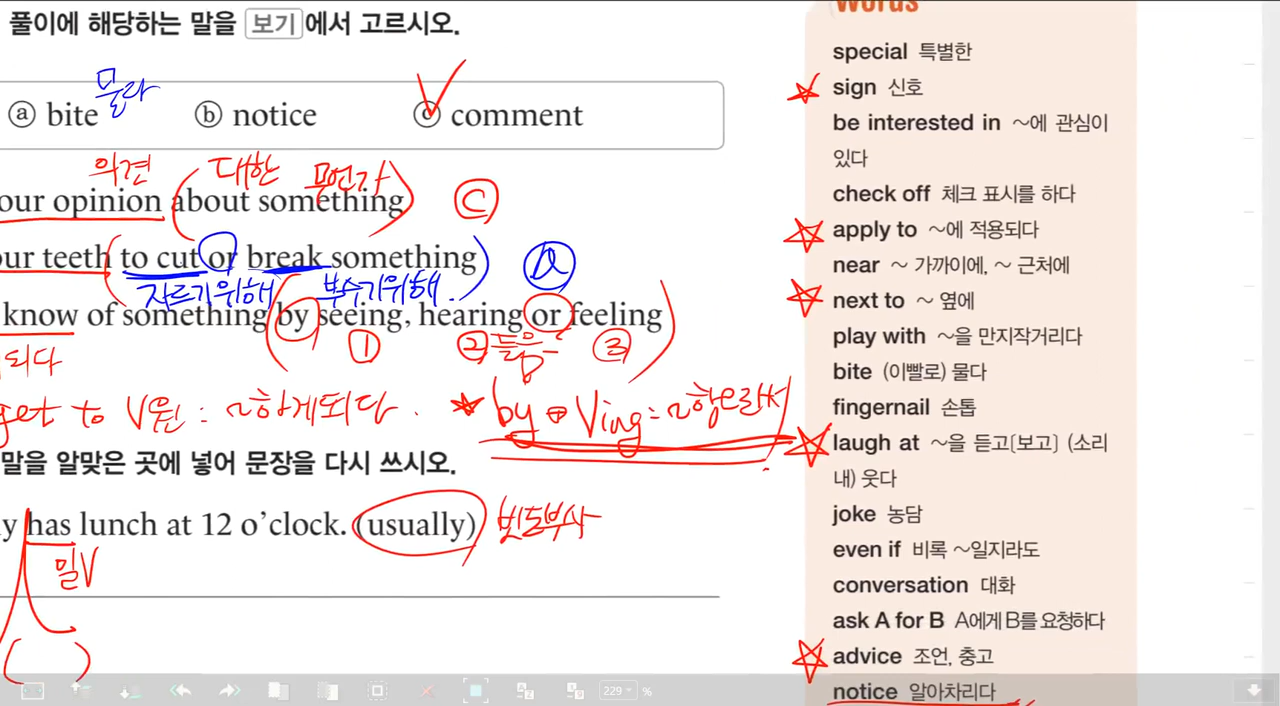 풀이에 해당하는 말을 보기 에서 고르시오.
물다
ⓐ bite ⓑ notice ⓒ comment
의견 대한 무언가
our opinion about something ⓒ
our teeth to cut or break something ⓐ
자르기위해 부수기위해.
know of something by seeing, hearing or feeling
되다 ① ② 들음 ③
get to V원 : ~하게되다. ★ by + Ving = ~함으로써
말을 알맞은 곳에 넣어 문장을 다시 쓰시오.
has lunch at 12 o'clock. (usually) 빈도부사
일V
( )
Words
special 특별한
sign 신호
be interested in ~에 관심이
있다
check off 체크 표시를 하다
apply to ~에 적용되다
near ~ 가까이에, ~ 근처에
next to ~ 옆에
play with ~을 만지작거리다
bite (이빨로) 물다
fingernail 손톱
laugh at ~을 듣고[보고] (소리
내) 웃다
joke 농담
even if 비록 ~일지라도
conversation 대화
ask A for B A에게 B를 요청하다
advice 조언, 충고
notice 알아차리다
229 %